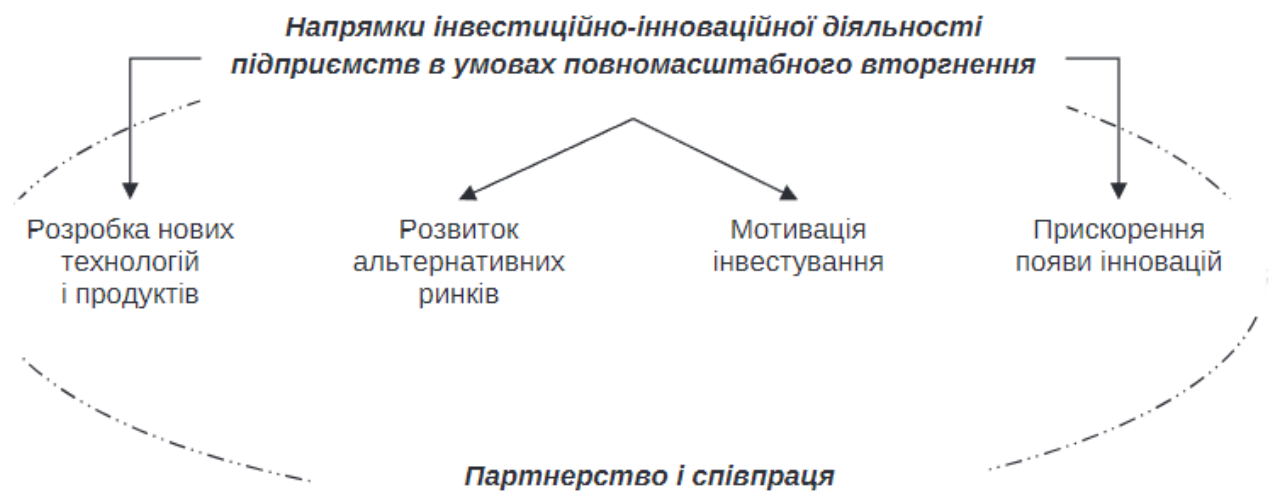 Напрямки інвестиційно-інноваційної діяльності
підприємств в умовах повномасштабного вторгнення
Розробка нових
технологій
і продуктів
Розвиток
альтернативних
ринків
Мотивація
інвестування
Прискорення
появи інновацій
Партнерство і співпраця